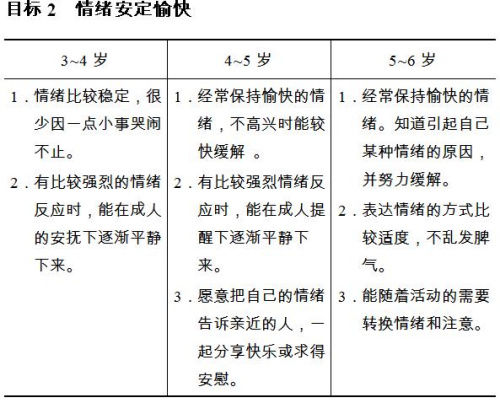 目标 2 情绪安定愉快
3~4 岁
4~5 岁
5~6 岁
1．情绪比较稳定，很
少因一点小事哭闹
不止。
2．有比较强烈的情绪
反应时，能在成人
的安抚下逐渐平静
下来。
1．经常保持愉快的情
绪，不高兴时能较
快缓解 。
2．有比较强烈情绪反
应时，能在成人提
醒下逐渐平静下
来。
3．愿意把自己的情绪
告诉亲近的人，一
起分享快乐或求得
安慰。
1．经常保持愉快的情
绪。知道引起自己
某种情绪的原因，
并努力缓解。
2．表达情绪的方式比
较适度，不乱发脾
气。
3．能随着活动的需要
转换情绪和注意。